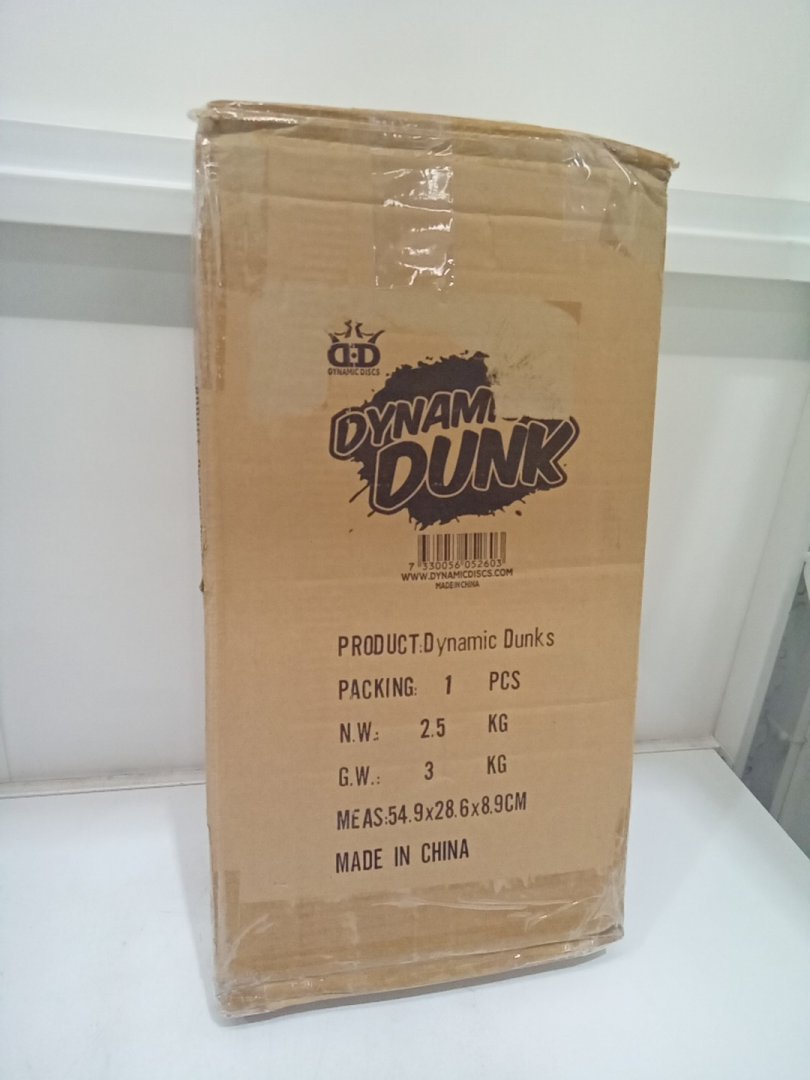 D·D
DYNAMIC DISCS
DYNAMI
DUNK
7 330056 052603
WWW.DYNAMICDISCS.COM
MADE IN CHINA
PRODUCT:Dynamic Dunks
PACKING: 1 PCS
N.W.: 2.5 KG
G.W.: 3 KG
MEAS:54.9x28.6x8.9CM
MADE IN CHINA